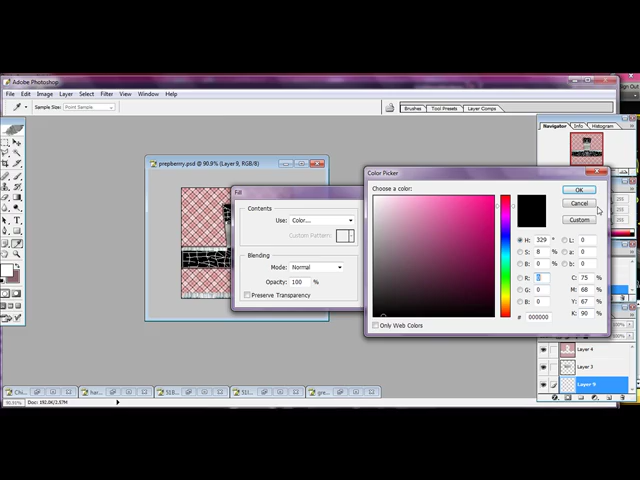 Adobe Photoshop
File Edit Image Layer Select Filter View Window Help
Sample Size: Point Sample
Brushes Tool Presets Layer Comps
Navigator Info Histogram
prepberry.psd @ 90.9% (Layer 9, RGB/8)
Fill
Contents
Use: Color...
Custom Pattern:
Blending
Mode: Normal
Opacity: 100 %
Preserve Transparency
Color Picker
Choose a color:
OK
Cancel
Custom
H: 329 °
S: 8 %
B: 0 %
R: 0
G: 0
B: 0
# 000000
L: 0
a: 0
b: 0
C: 75 %
M: 68 %
Y: 67 %
K: 90 %
Only Web Colors
Layer 4
Layer 3
Layer 9
90.91% Doc: 192.0K/2.57M